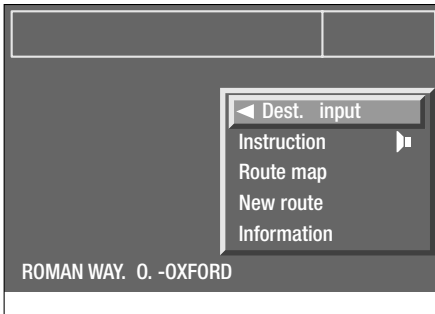 Dest. input
Instruction
Route map
New route
Information
ROMAN WAY. O. -OXFORD